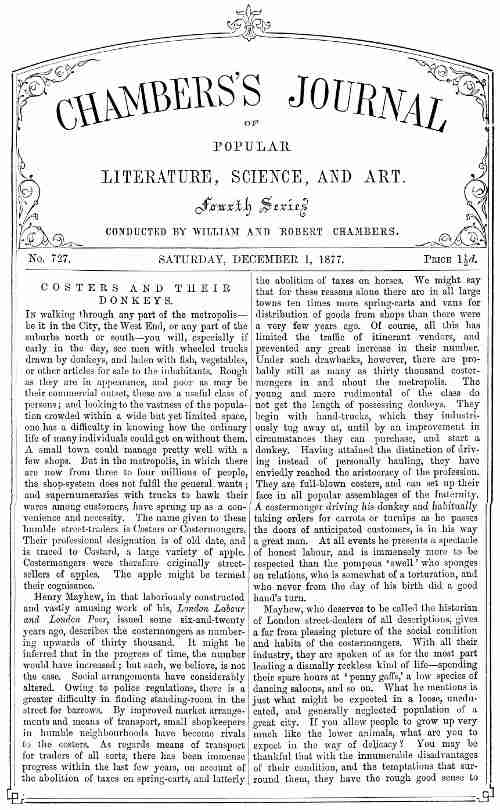 CHAMBERS'S JOURNAL
OF
POPULAR
LITERATURE, SCIENCE, AND ART.
Fourth Series
CONDUCTED BY WILLIAM AND ROBERT CHAMBERS.
No. 727. SATURDAY, DECEMBER 1, 1877. PRICE 1½d.
COSTERS AND THEIR
DONKEYS.
IN walking through any part of the metropolis—
be it in the City, the West End, or any part of the
suburbs north or south—you will, especially if
early in the day, see men with wheeled trucks
drawn by donkeys, and laden with fish, vegetables,
or other articles for sale to the inhabitants. Rough
as they are in appearance, and poor as may be
their commercial outset, these are a useful class of
persons; and looking to the vastness of the popula-
tion crowded within a wide but yet limited space,
one has a difficulty in knowing how the ordinary
life of many individuals could get on without them.
A small town could manage pretty well with a
few shops. But in the metropolis, in which there
are now from three to four millions of people,
the shop-system does not fulfil the general wants;
and supernumeraries with trucks to hawk their
wares among customers, have sprung up as a con-
venience and necessity. The name given to these
humble street-traders is Costers or Costermongers.
Their professional designation is of old date, and
is traced to Costard, a large variety of apple.
Costermongers were therefore originally street-
sellers of apples. The apple might be termed
their cognisance.
Henry Mayhew, in that laboriously constructed
and vastly amusing work of his, London Labour
and London Poor, issued some six-and-twenty
years ago, describes the costermongers as number-
ing upwards of thirty thousand. It might be
inferred that in the progress of time, the number
would have increased; but such, we believe, is not
the case. Social arrangements have considerably
altered. Owing to police regulations, there is a
greater difficulty in finding standing-room in the
street for barrows. By improved market arrange-
ments and means of transport, small shopkeepers
in humble neighbourhoods have become rivals
to the costers. As regards means of transport
for traders of all sorts, there has been immense
progress within the last few years, on account of
the abolition of taxes on spring-carts, and latterly
the abolition of taxes on horses. We might say
that for these reasons alone there are in all large
towns ten times more spring-carts and vans for
distribution of goods from shops than there were
a very few years ago. Of course, all this has
limited the traffic of itinerant vendors, and
prevented any great increase in their number.
Under such drawbacks, however, there are pro-
bably still as many as thirty thousand coster-
mongers in and about the metropolis. The
young and more rudimental of the class do
not get the length of possessing donkeys. They
begin with hand-trucks, which they industri-
ously tug away at, until by an improvement in
circumstances they can purchase, and start a
donkey. Having attained the distinction of driv-
ing instead of personally hauling, they have
enviedly reached the aristocracy of the profession.
They are full-blown costers, and can set up their
face in all popular assemblages of the fraternity.
A costermonger driving his donkey and habitually
taking orders for carrots or turnips as he passes
the doors of anticipated customers, is in his way
a great man. At all events he presents a spectacle
of honest labour, and is immensely more to be
respected than the pompous 'swell' who sponges
on relations, who is somewhat of a torturation, and
who never from the day of his birth did a good
hand's turn.
Mayhew, who deserves to be called the historian
of London street-dealers of all descriptions, gives
a far from pleasing picture of the social condition
and habits of the costermongers. With all their
industry, they are spoken of as for the most part
leading a dismally reckless kind of life—spending
their spare hours at 'penny gaffs,' a low species of
dancing saloons, and so on. What he mentions is
just what might be expected in a loose, unedu-
cated, and generally neglected population of a
great city. If you allow people to grow up very
much like the lower animals, what are you to
expect in the way of delicacy? You may be
thankful that with the innumerable disadvantages
of their condition, and the temptations that sur-
round them, they have the rough good sense to